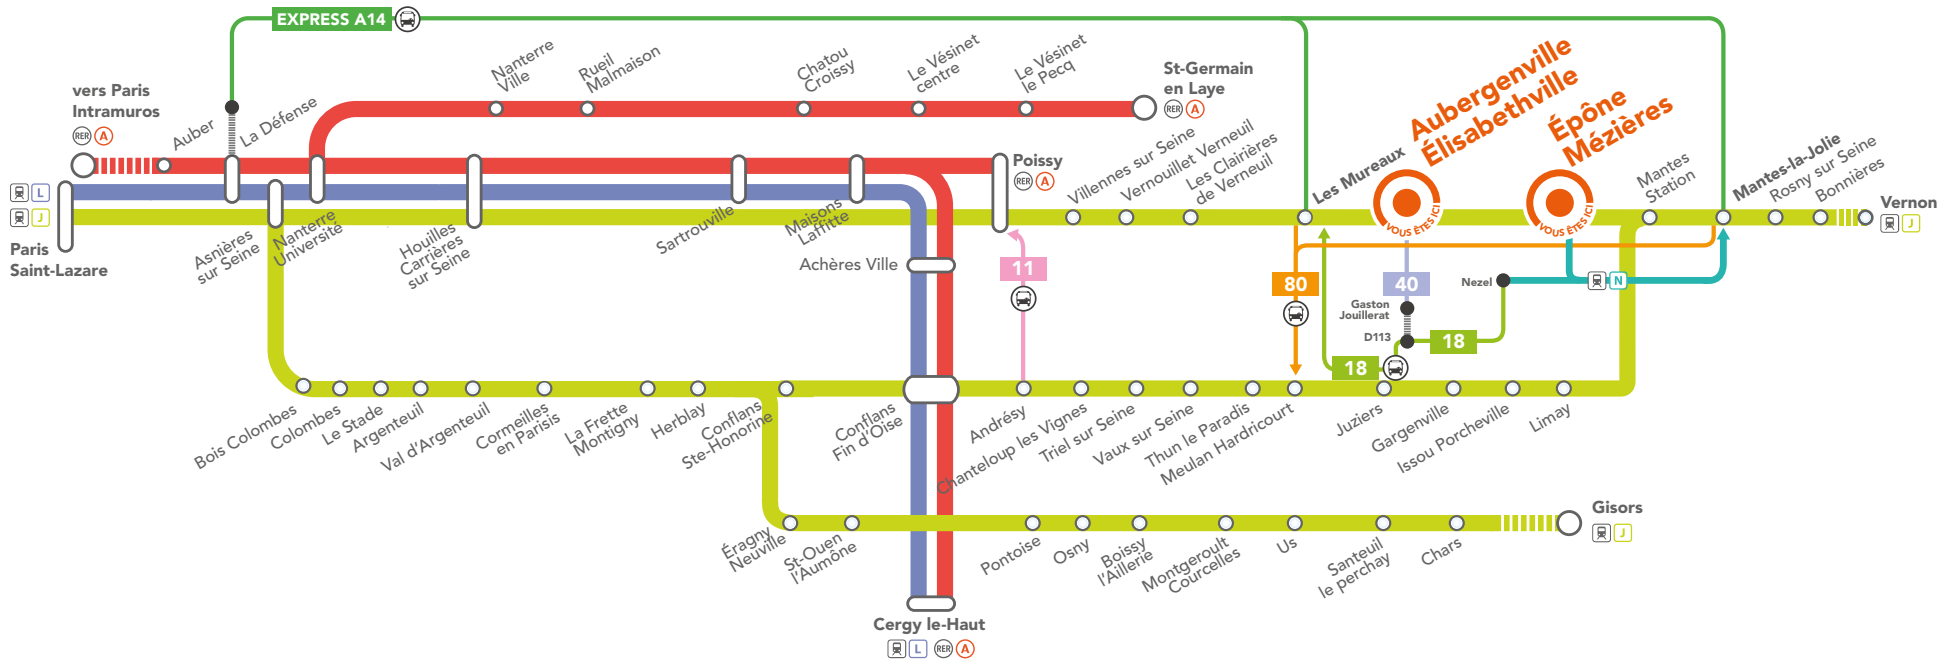 EXPRESS A14
vers Paris
Intramuros
RER A
Auber
La Défense
Nanterre
Ville
Rueil
Malmaison
Chatou
Croissy
Le Vésinet
centre
Le Vésinet
le Pecq
St-Germain
en Laye
RER A
L
J
Paris
Saint-Lazare
Asnières
sur Seine
Nanterre
Université
Houilles
Carrières
sur Seine
Sartrouville
Maisons
Laffitte
Achères Ville
Poissy
RER A
Villennes sur Seine
Vernouillet Verneuil
Les Clairières
de Verneuil
Les Mureaux
Aubergenville
Élisabethville
VOUS ÊTES ICI
Épône
Mézières
VOUS ÊTES ICI
Mantes
Station
Mantes-la-Jolie
Rosny sur Seine
Bonnières
Vernon
J
11
80
40
Gaston
Jouillerat
D113
18
18
Nezel
N
Bois Colombes
Colombes
Le Stade
Argenteuil
Val d'Argenteuil
Cormeilles
en Parisis
La Frette
Montigny
Herblay
Conflans
Ste-Honorine
Conflans
Fin d'Oise
Andrésy
Chanteloup les Vignes
Triel sur Seine
Vaux sur Seine
Thun le Paradis
Meulan Hardricourt
Juziers
Gargenville
Issou Porcheville
Limay
Éragny
Neuville
St-Ouen
l'Aumône
Pontoise
Osny
Boissy
l'Aillerie
Montgeroult
Courcelles
Us
Santeuil
le perchay
Chars
Gisors
J
Cergy le-Haut
L RER A